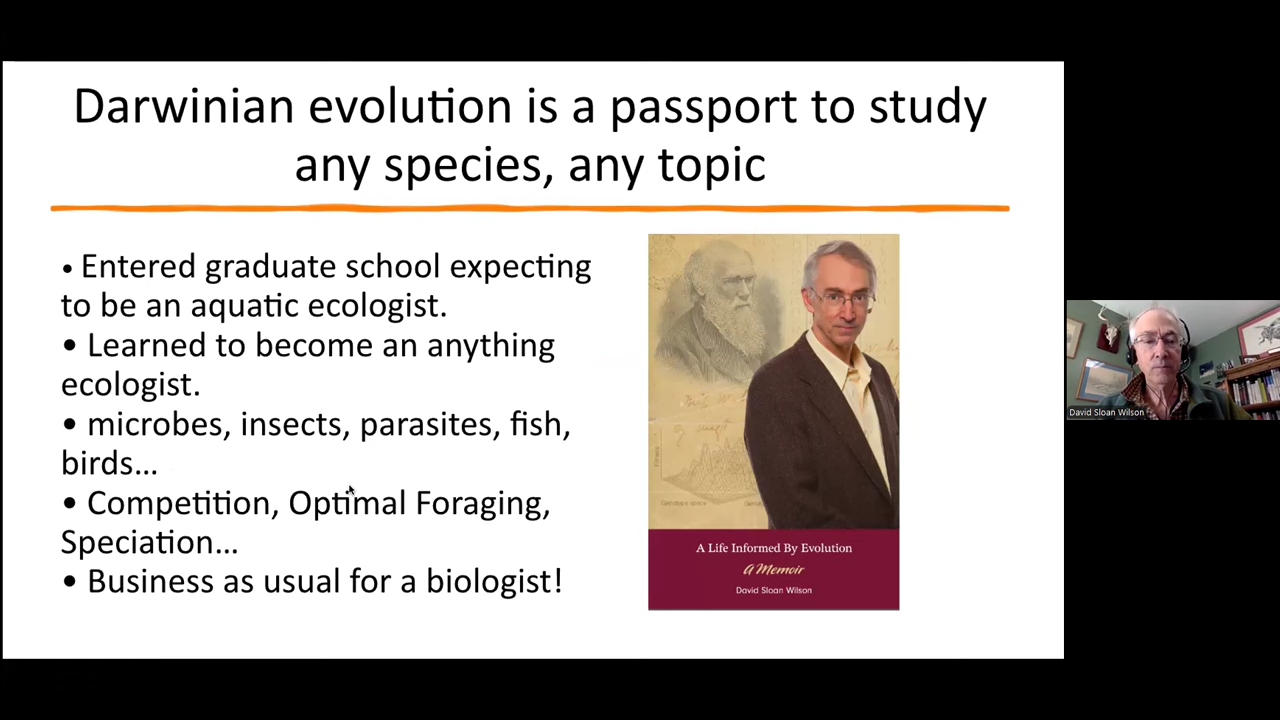 Darwinian evolution is a passport to study
any species, any topic
• Entered graduate school expecting
to be an aquatic ecologist.
• Learned to become an anything
ecologist.
• microbes, insects, parasites, fish,
birds...
• Competition, Optimal Foraging,
Speciation...
• Business as usual for a biologist!
A Life Informed By Evolution
A Memoir
David Sloan Wilson
David Sloan Wilson